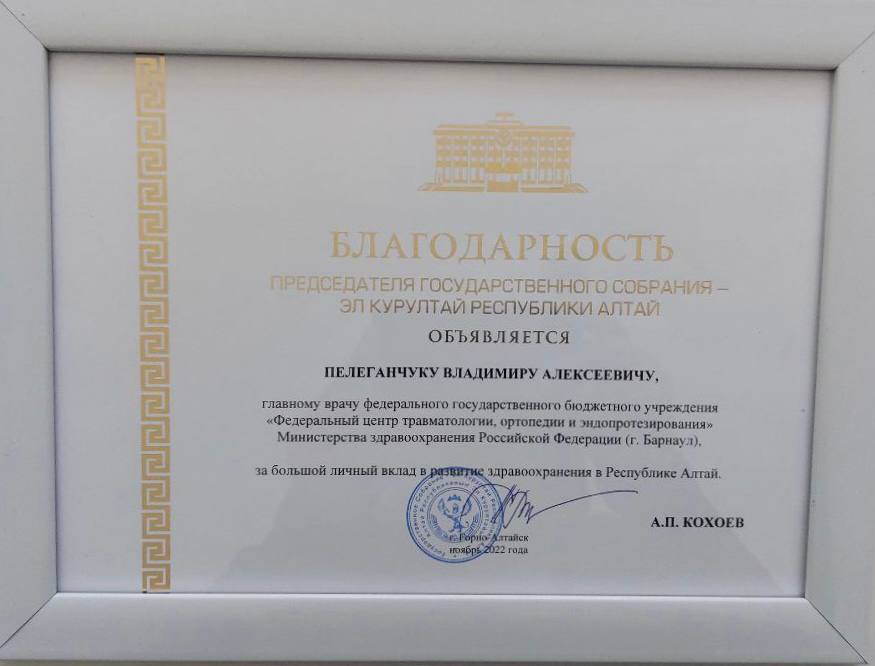 БЛАГОДАРНОСТЬ
ПРЕДСЕДАТЕЛЯ ГОСУДАРСТВЕННОГО СОБРАНИЯ –
ЭЛ КУРУЛТАЙ РЕСПУБЛИКИ АЛТАЙ
ОБЪЯВЛЯЕТСЯ
ПЕЛЕГАНЧУКУ ВЛАДИМИРУ АЛЕКСЕЕВИЧУ,
главному врачу федерального государственного бюджетного учреждения
«Федеральный центр травматологии, ортопедии и эндопротезирования»
Министерства здравоохранения Российской Федерации (г. Барнаул),
за большой личный вклад в развитие здравоохранения в Республике Алтай.
А.П. КОХОЕВ
г. Горно-Алтайск
ноябрь 2022 года